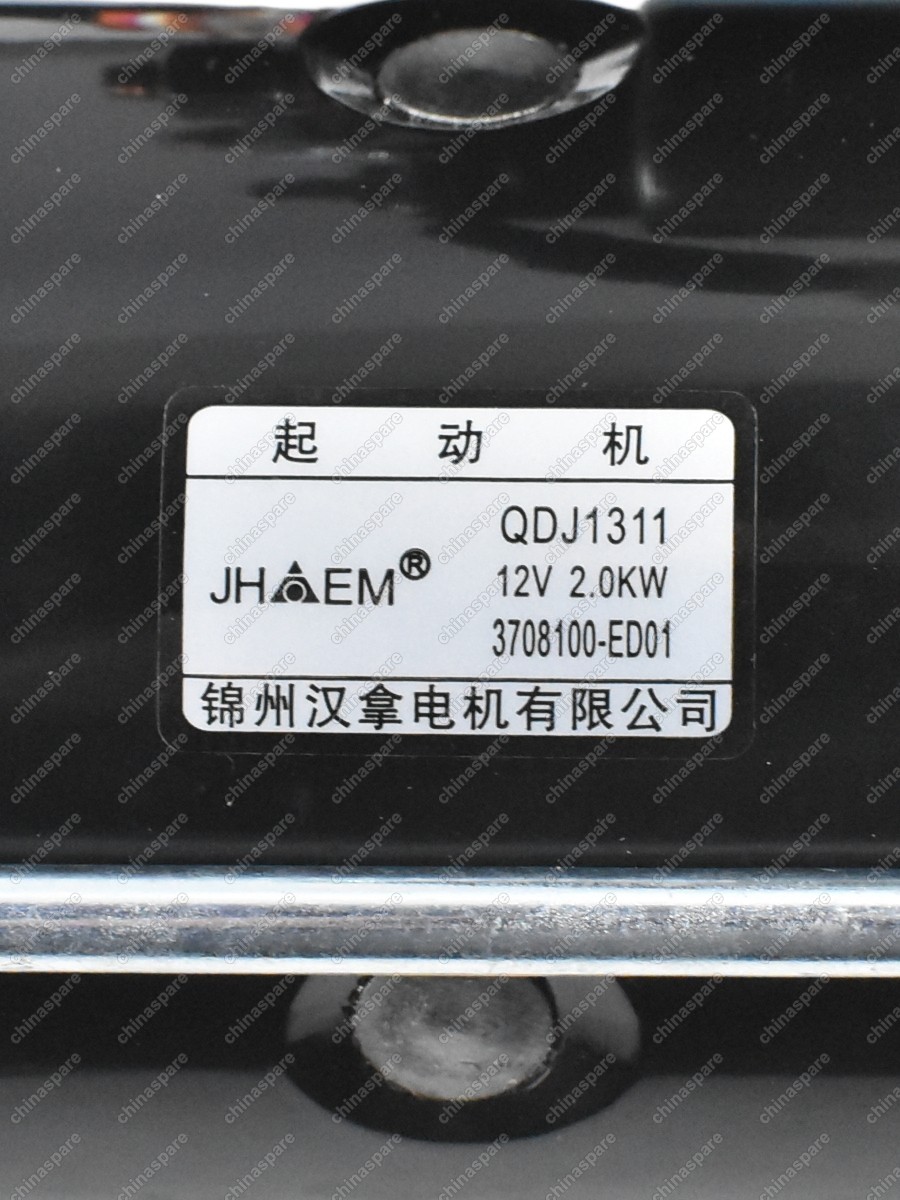 起 动 机
QDJ1311
JHAEM®
12V 2.0KW
3708100-ED01
锦州汉拿电机有限公司
chinaspare